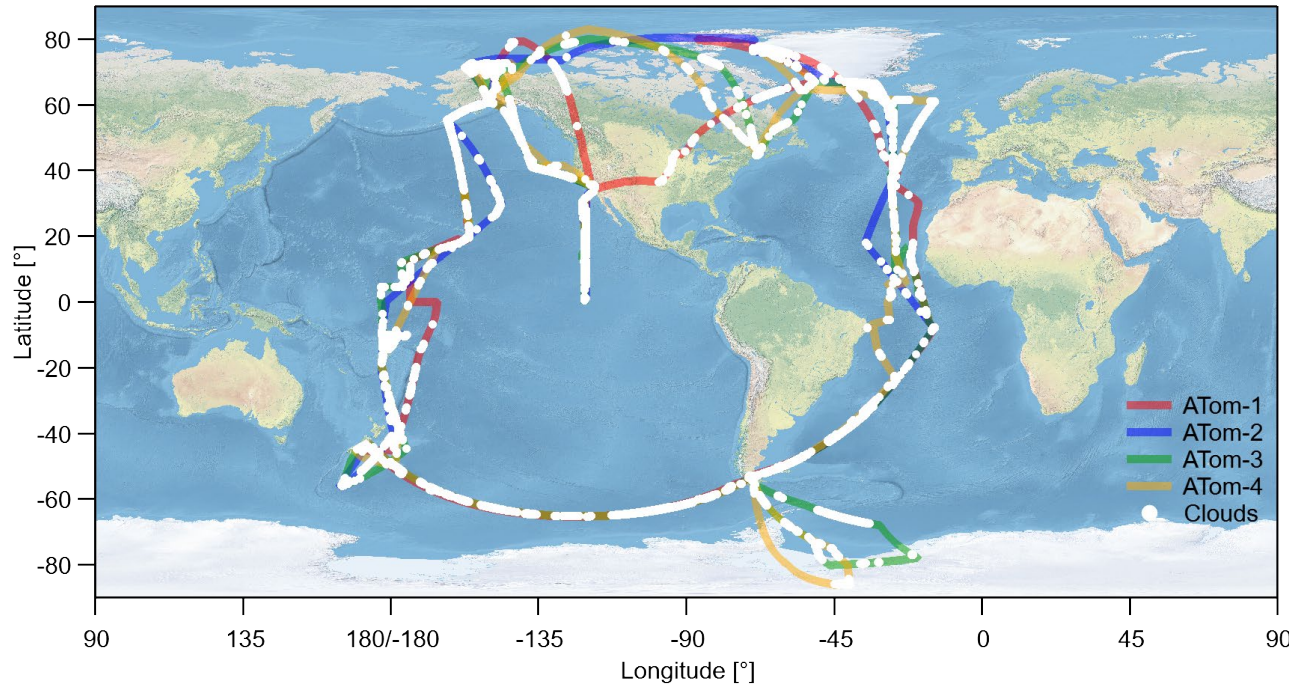 Latitude [°]
80
60
40
20
0
-20
-40
-60
-80
ATom-1
ATom-2
ATom-3
ATom-4
Clouds
90 135 180/-180 -135 -90 -45 0 45 90
Longitude [°]